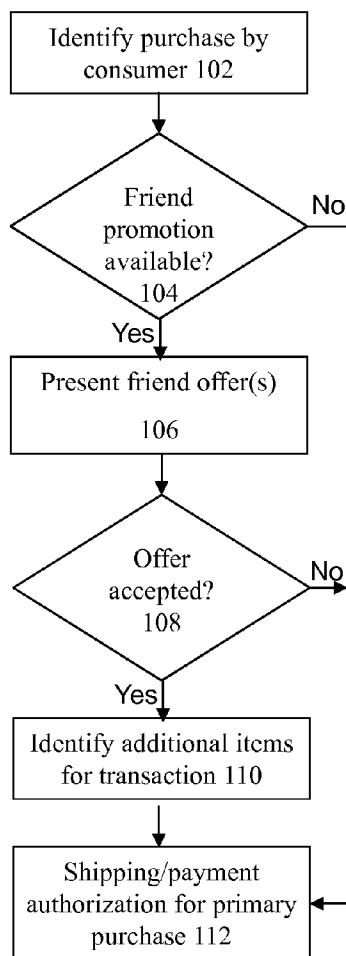 Identify purchase by
consumer 102
Friend
promotion
available?
104
No
Yes
Present friend offer(s)
106
Offer
accepted?
108
No
Yes
Identify additional items
for transaction 110
Shipping/payment
authorization for primary
purchase 112